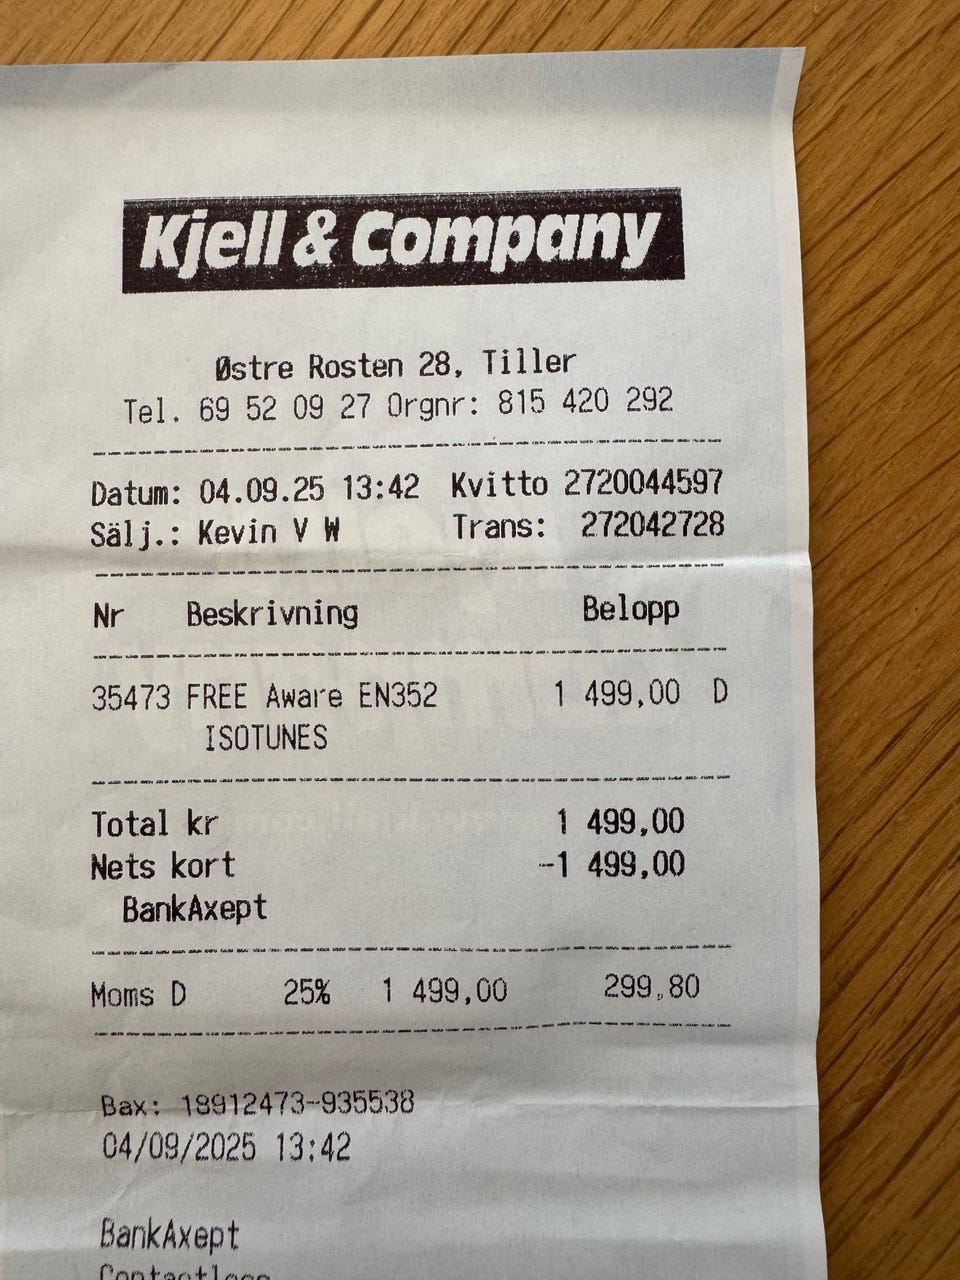 Kjell & Company
Østre Rosten 28, Tiller
Tel. 69 52 09 27 Orgnr: 815 420 292
Datum: 04.09.25 13:42 Kvitto 2720044597
Sälj.: Kevin V W Trans: 272042728
Nr Beskrivning Belopp
35473 FREE Aware EN352 1 499,00 D
ISOTUNES
Total kr 1 499,00
Nets kort -1 499,00
BankAxept
Moms D 25% 1 499,00 299,80
Bax: 18912473-935538
04/09/2025 13:42
BankAxept
Contactless